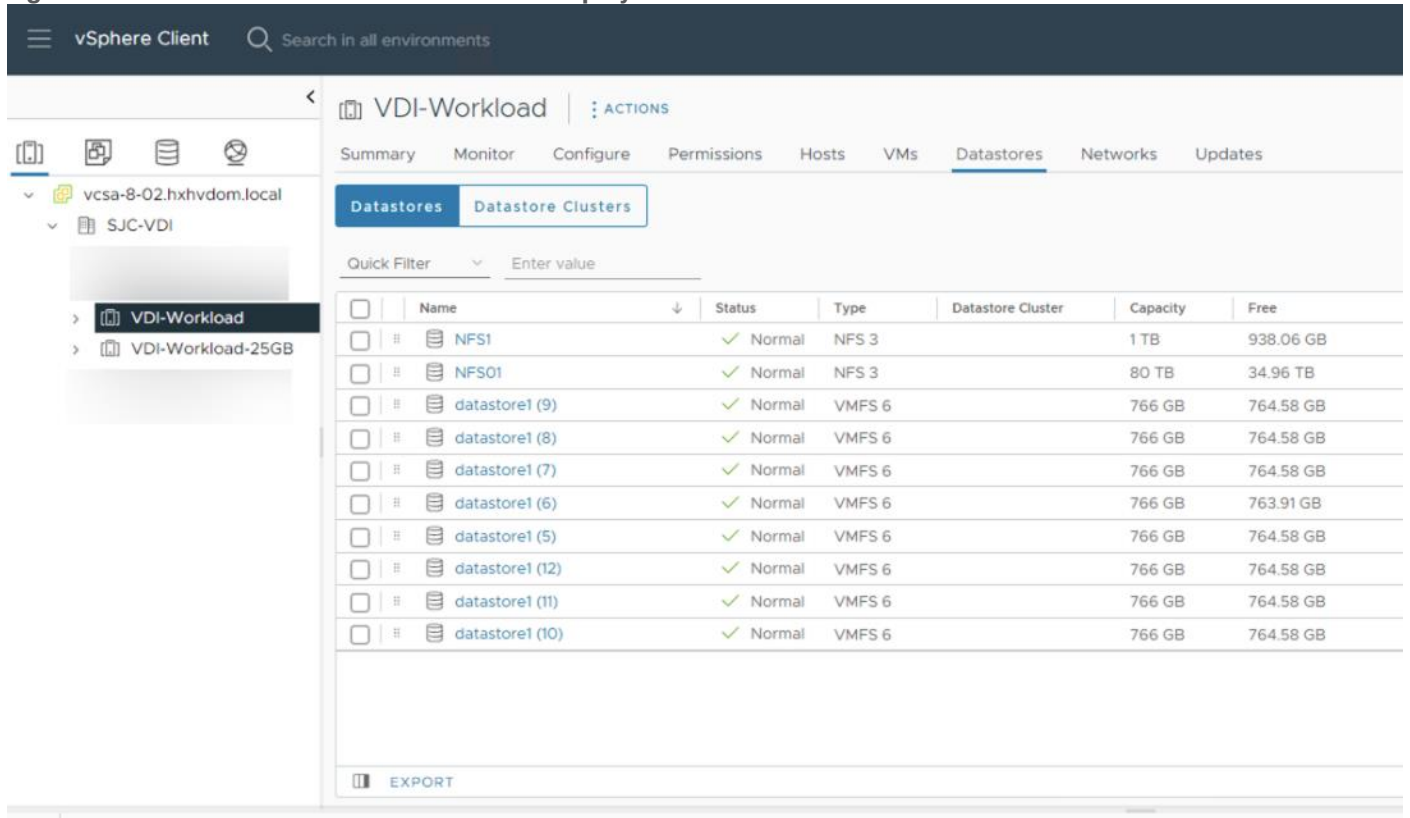 vSphere Client Search in all environments
VDI-Workload ACTIONS
Summary Monitor Configure Permissions Hosts VMs Datastores Networks Updates
vcsa-8-02.hxhvdom.local
SJC-VDI
VDI-Workload
VDI-Workload-25GB
Datastores Datastore Clusters
Quick Filter Enter value
Name Status Type Datastore Cluster Capacity Free
NFS1 Normal NFS 3 1 TB 938.06 GB
NFS01 Normal NFS 3 80 TB 34.96 TB
datastore1 (9) Normal VMFS 6 766 GB 764.58 GB
datastore1 (8) Normal VMFS 6 766 GB 764.58 GB
datastore1 (7) Normal VMFS 6 766 GB 764.58 GB
datastore1 (6) Normal VMFS 6 766 GB 763.91 GB
datastore1 (5) Normal VMFS 6 766 GB 764.58 GB
datastore1 (12) Normal VMFS 6 766 GB 764.58 GB
datastore1 (11) Normal VMFS 6 766 GB 764.58 GB
datastore1 (10) Normal VMFS 6 766 GB 764.58 GB
EXPORT